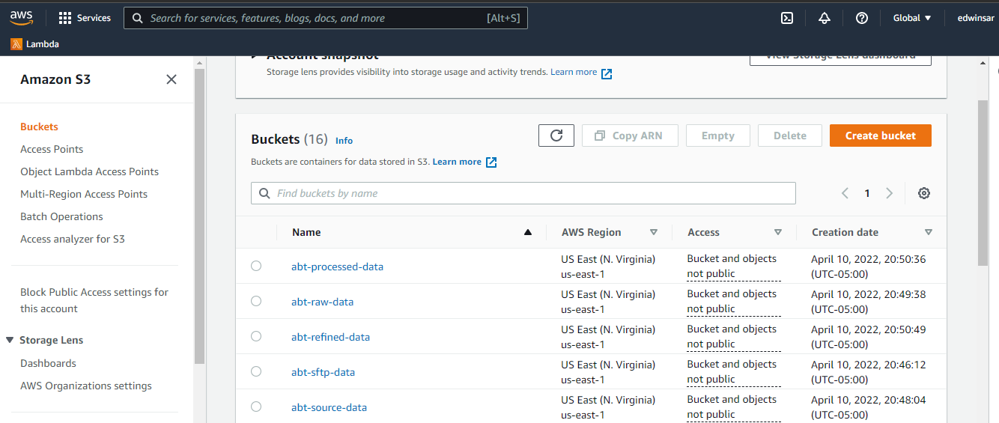 aws
Services
Search for services, features, blogs, docs, and more
[Alt+S]
Global
edwinsar
Lambda
Amazon S3
Buckets
Access Points
Object Lambda Access Points
Multi-Region Access Points
Batch Operations
Access analyzer for S3
Block Public Access settings for
this account
Storage Lens
Dashboards
AWS Organizations settings
Account snapshot
View Storage Lens dashboard
Storage lens provides visibility into storage usage and activity trends. Learn more
Buckets (16) Info
Copy ARN
Empty
Delete
Create bucket
Buckets are containers for data stored in S3. Learn more
Find buckets by name
1
Name
AWS Region
Access
Creation date
abt-processed-data
US East (N. Virginia)
us-east-1
Bucket and objects
not public
April 10, 2022, 20:50:36
(UTC-05:00)
abt-raw-data
US East (N. Virginia)
us-east-1
Bucket and objects
not public
April 10, 2022, 20:49:38
(UTC-05:00)
abt-refined-data
US East (N. Virginia)
us-east-1
Bucket and objects
not public
April 10, 2022, 20:50:49
(UTC-05:00)
abt-sftp-data
US East (N. Virginia)
us-east-1
Bucket and objects
not public
April 10, 2022, 20:46:12
(UTC-05:00)
abt-source-data
US East (N. Virginia)
us-east-1
Bucket and objects
not public
April 10, 2022, 20:48:04
(UTC-05:00)